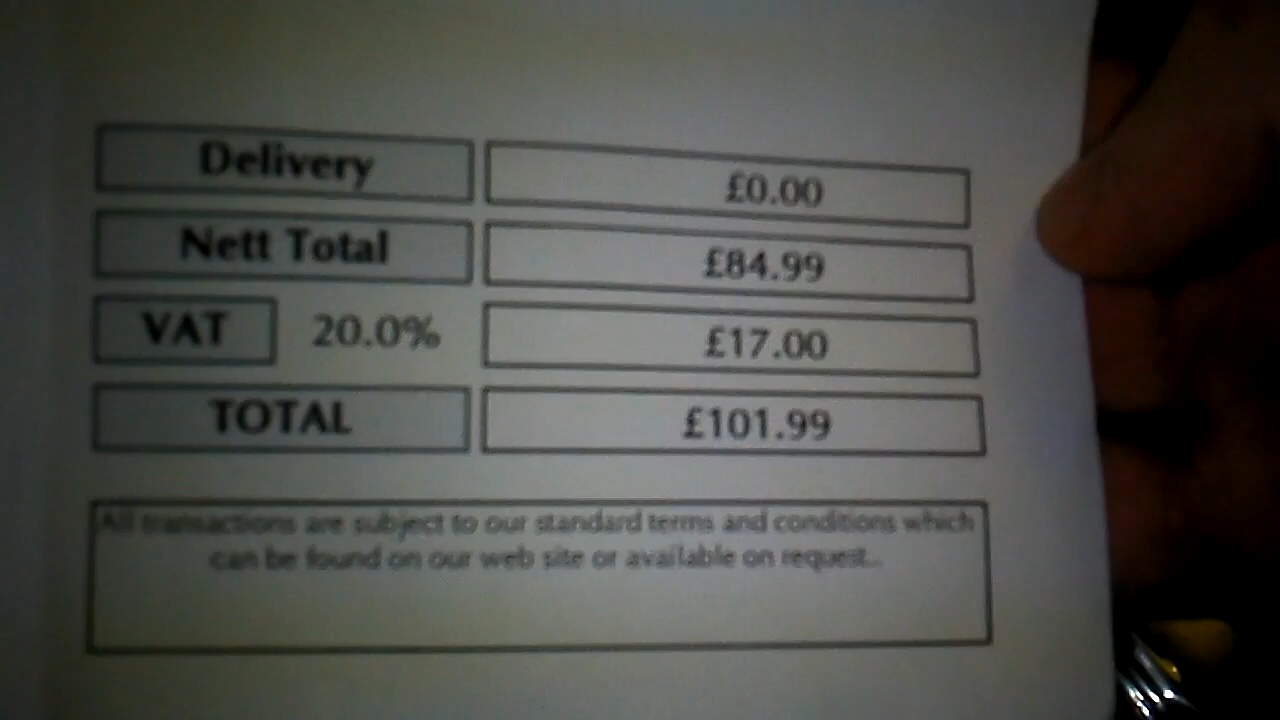 Delivery £0.00
Nett Total £84.99
VAT 20.0% £17.00
TOTAL £101.99
All transactions are subject to our standard terms and conditions which
can be found on our web site or available on request..